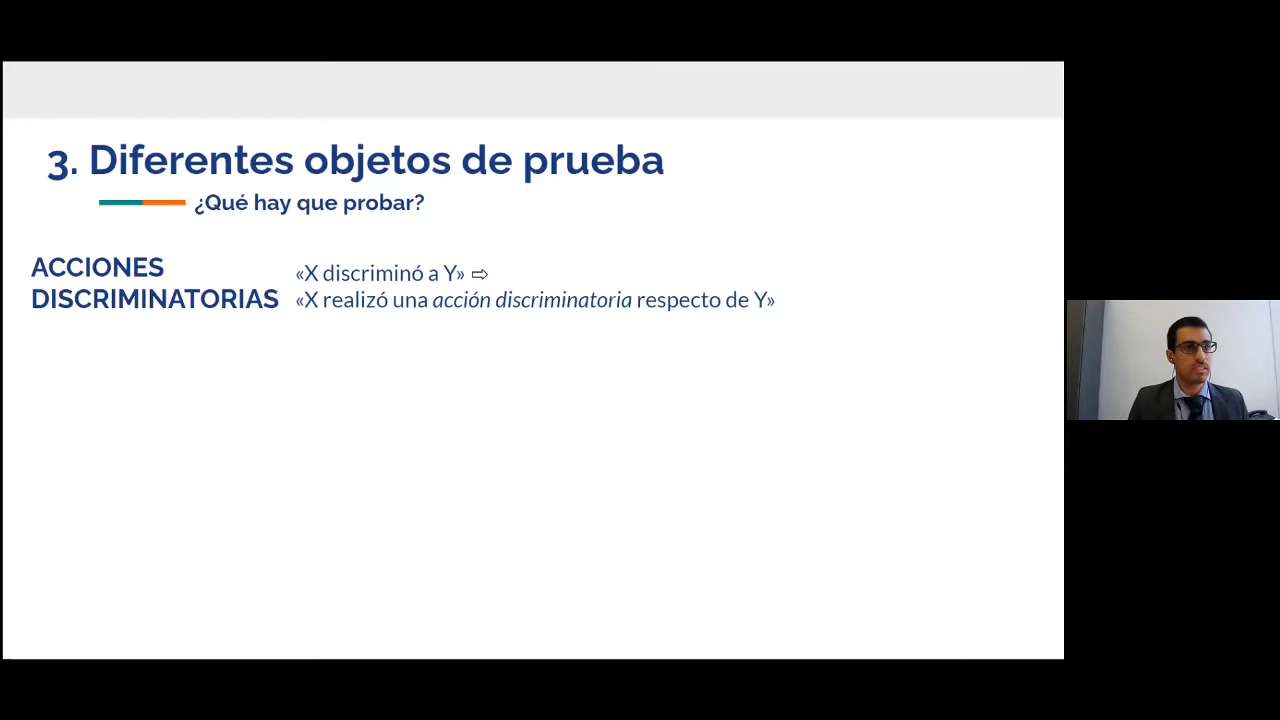 3. Diferentes objetos de prueba
¿Qué hay que probar?
ACCIONES
DISCRIMINATORIAS
«X discriminó a Y» ⇨
«X realizó una acción discriminatoria respecto de Y»